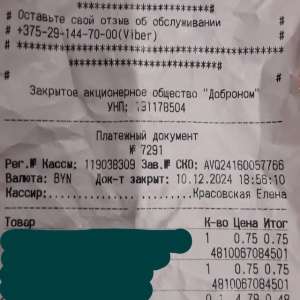 **********************#
# Оставьте свой отзыв об обслуживании
# +375-29-144-70-00(Viber)
#
************************************
#
Закрытое акционерное общество "Доброном"
УНП: 191178504
Платежный документ
№ 7291
Рег.№ Кассы: 119038309 Зав.№ СКО: AVQ24160057766
Валюта: BYN Док-т закрыт: 10.12.2024 18:56:10
Кассир: Красовская Елена
Товар К-во Цена Итог
1 0.75 0.75
4810067084501
1 0.75 0.75
4810067084501
0.48